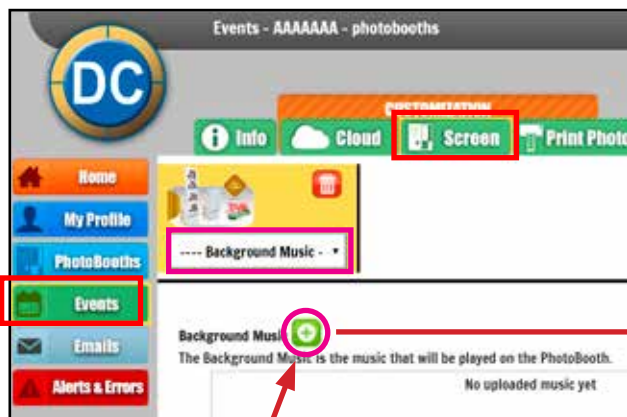 Events - AAAAAAA - photobooths
DC
CUSTOMIZATION
Info
Cloud
Screen
Print Photo
Home
My Profile
PhotoBooths
Events
Emails
Alerts & Errors
---- Background Music -
Background Music
The Background Music is the music that will be played on the PhotoBooth.
No uploaded music yet